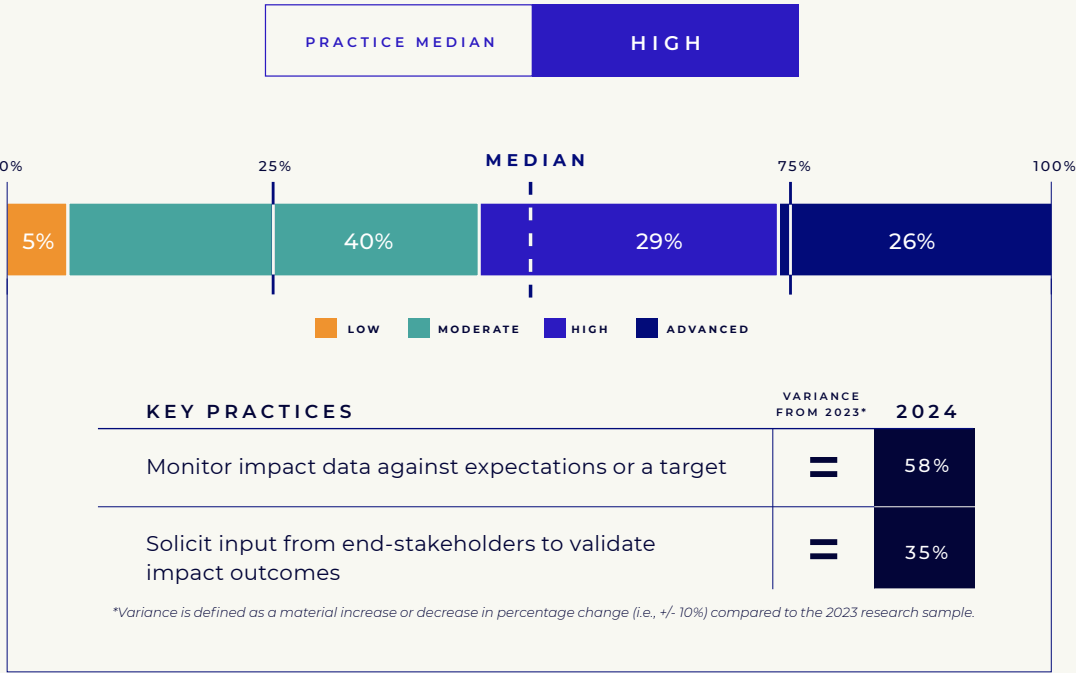 PRACTICE MEDIAN
HIGH
0%
25%
MEDIAN
75%
100%
5%
40%
29%
26%
LOW
MODERATE
HIGH
ADVANCED
KEY PRACTICES
VARIANCE
FROM 2023*
2024
Monitor impact data against expectations or a target
=
58%
Solicit input from end-stakeholders to validate
impact outcomes
=
35%
*Variance is defined as a material increase or decrease in percentage change (i.e., +/- 10%) compared to the 2023 research sample.